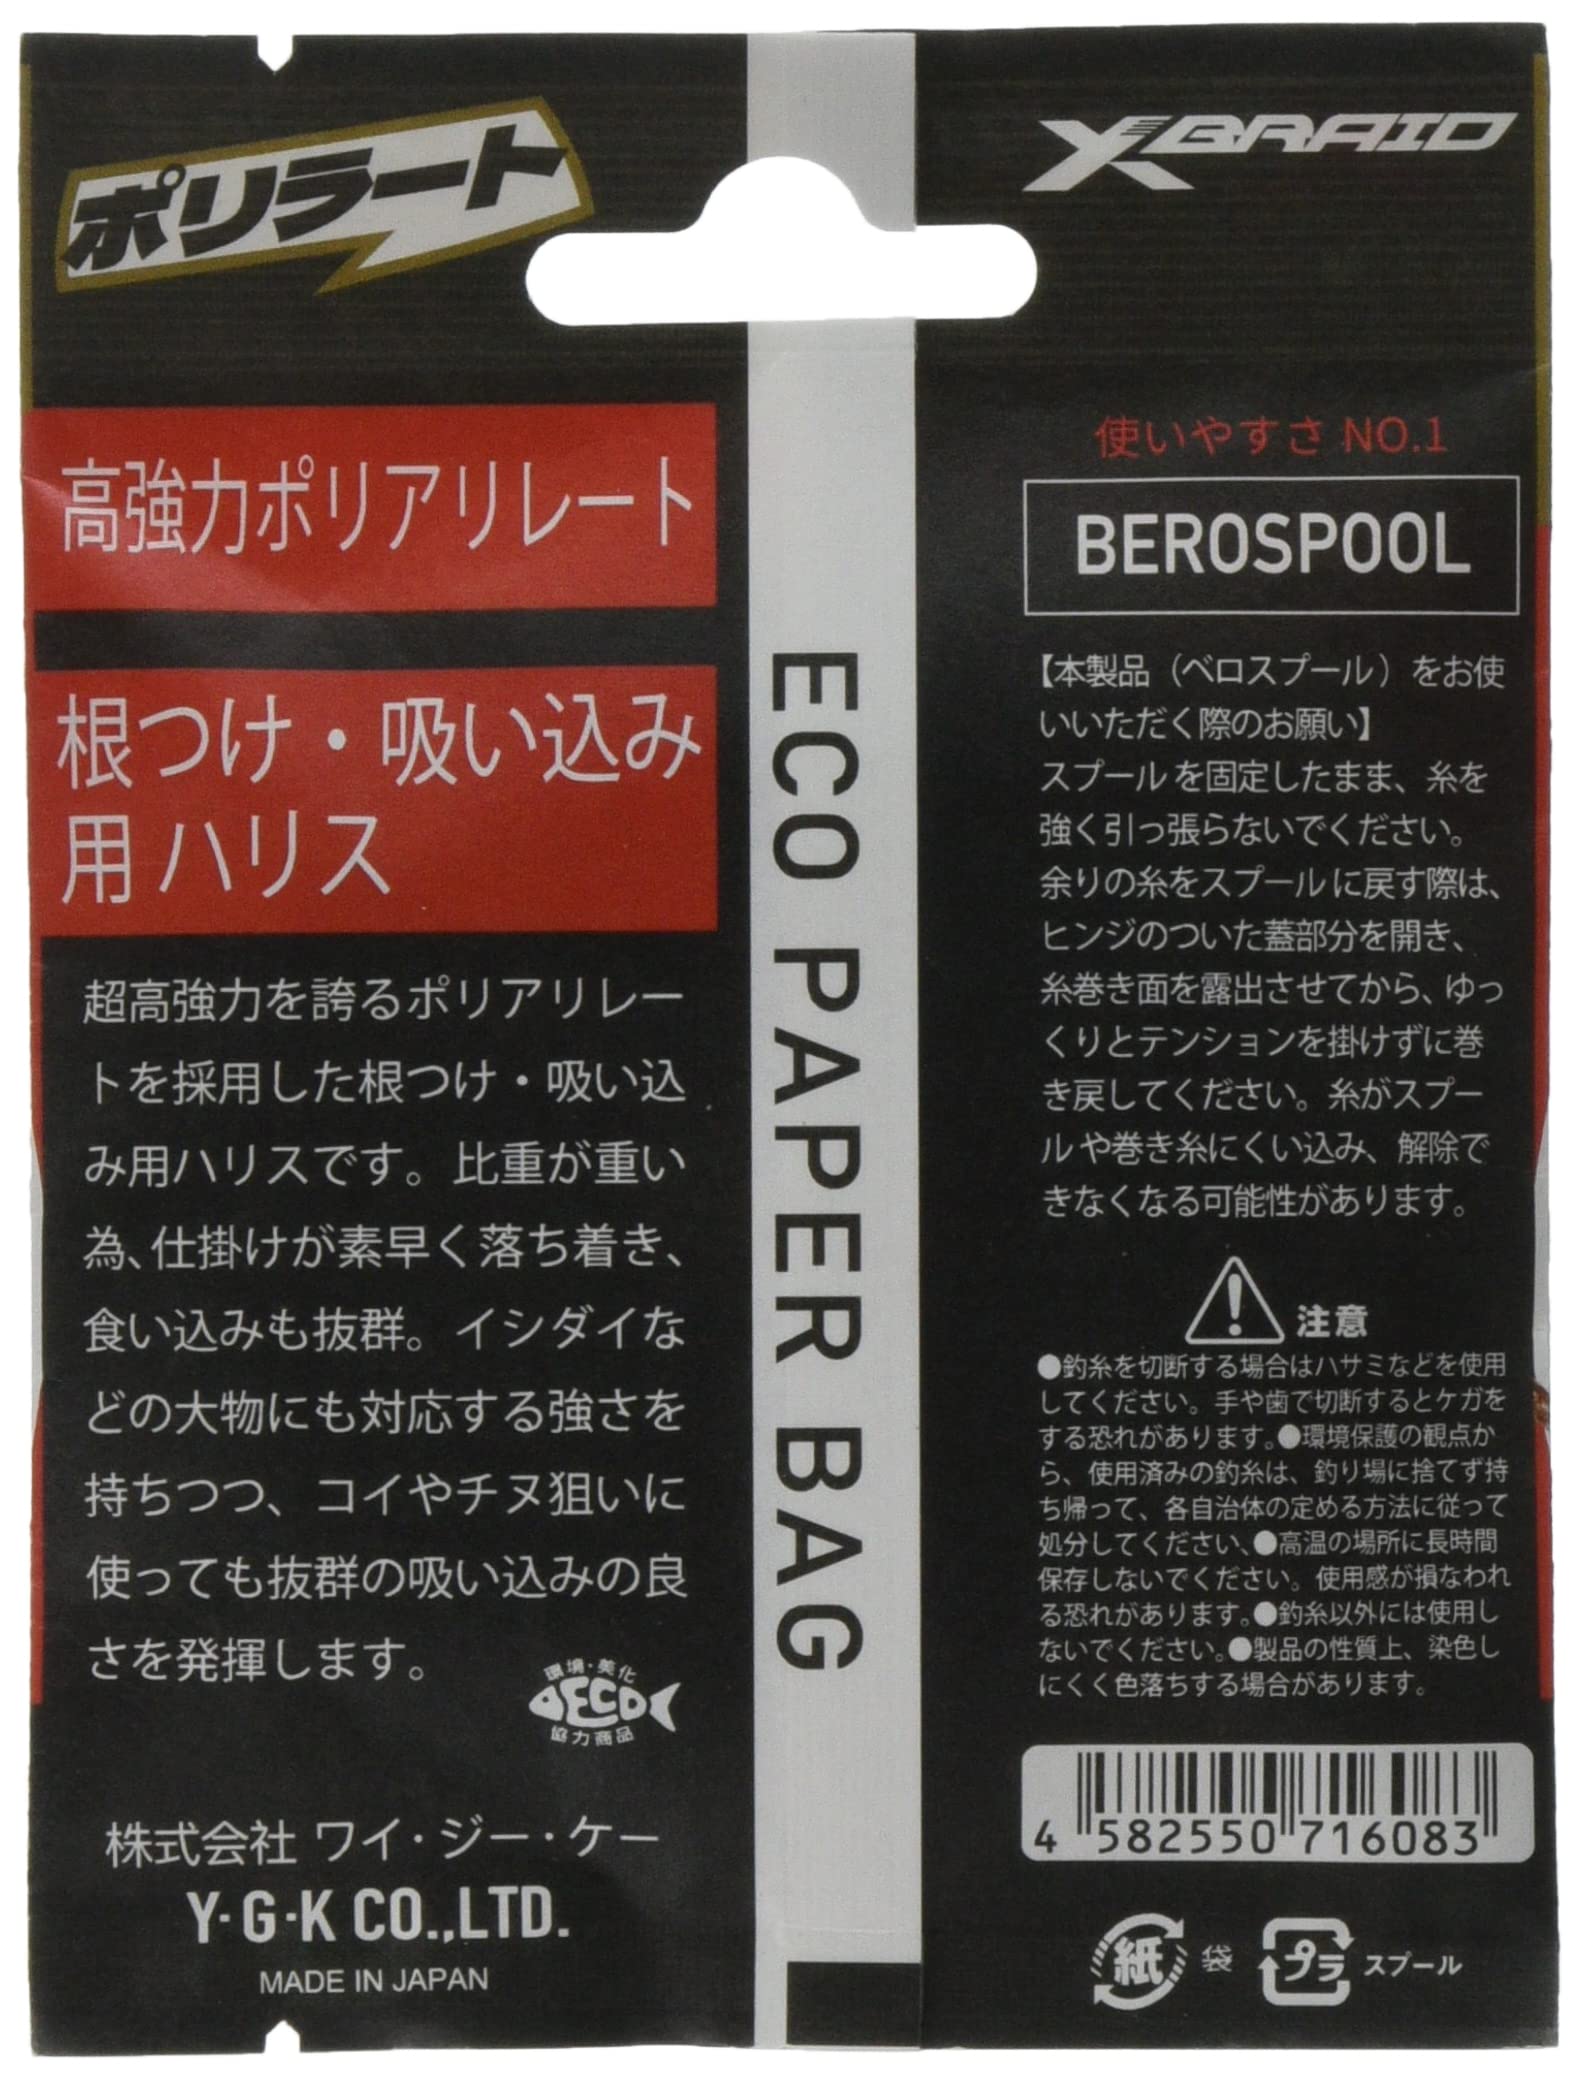 ポリラート
X BRAID
高強力ポリアリレート
根つけ・吸い込み
用 ハリス
超高強力を誇るポリアリレー
トを採用した根つけ・吸い込
み用ハリスです。比重が重い
為、仕掛けが素早く落ち着き、
食い込みも抜群。イシダイな
どの大物にも対応する強さを
持ちつつ、コイやチヌ狙いに
使っても抜群の吸い込みの良
さを発揮します。
環境・美化
ECO
協力商品
株式会社 ワイ・ジー・ケー
Y・G・K CO.,LTD.
MADE IN JAPAN
ECO PAPER BAG
使いやすさ NO.1
BEROSPOOL
【本製品（ベロスプール）をお使
いいただく際のお願い】
スプールを固定したまま、糸を
強く引っ張らないでください。
余りの糸をスプールに戻す際は、
ヒンジのついた蓋部分を開き、
糸巻き面を露出させてから、ゆっ
くりとテンションを掛けずに巻
き戻してください。糸がスプー
ルや巻き糸にくい込み、解除で
きなくなる可能性があります。
注意
●釣糸を切断する場合はハサミなどを使用
してください。手や歯で切断するとケガを
する恐れがあります。●環境保護の観点か
ら、使用済みの釣糸は、釣り場に捨てず持
ち帰って、各自治体の定める方法に従って
処分してください。●高温の場所に長時間
保存しないでください。使用感が損なわれ
る恐れがあります。●釣糸以外には使用し
ないでください。●製品の性質上、染色し
にくく色落ちする場合があります。
4 582550 716083
紙 袋 プラ スプール